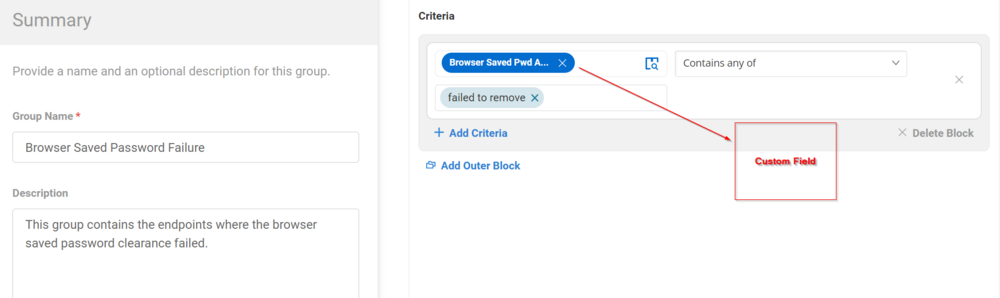 Summary
Provide a name and an optional description for this group.
Group Name *
Browser Saved Password Failure
Description
This group contains the endpoints where the browser
saved password clearance failed.
Criteria
Browser Saved Pwd A...
Contains any of
failed to remove
Add Criteria
Delete Block
Add Outer Block
Custom Field